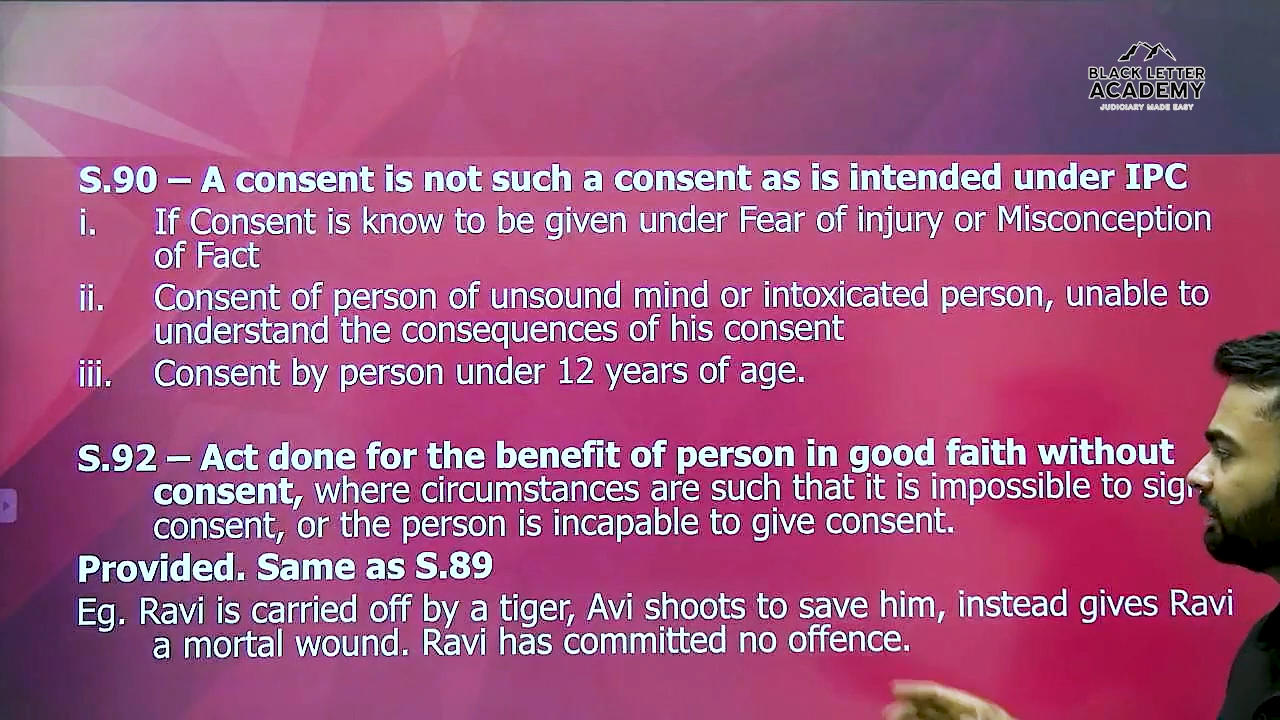 BLACK LETTER
ACADEMY
JUDICIARY MADE EASY
S.90 – A consent is not such a consent as is intended under IPC
i. If Consent is know to be given under Fear of injury or Misconception
of Fact
ii. Consent of person of unsound mind or intoxicated person, unable to
understand the consequences of his consent
iii. Consent by person under 12 years of age.
S.92 – Act done for the benefit of person in good faith without
consent, where circumstances are such that it is impossible to
consent, or the person is incapable to give consent.
Provided. Same as S.89
Eg. Ravi is carried off by a tiger, Avi shoots to save him, instead gives Ravi
a mortal wound. Ravi has committed no offence.